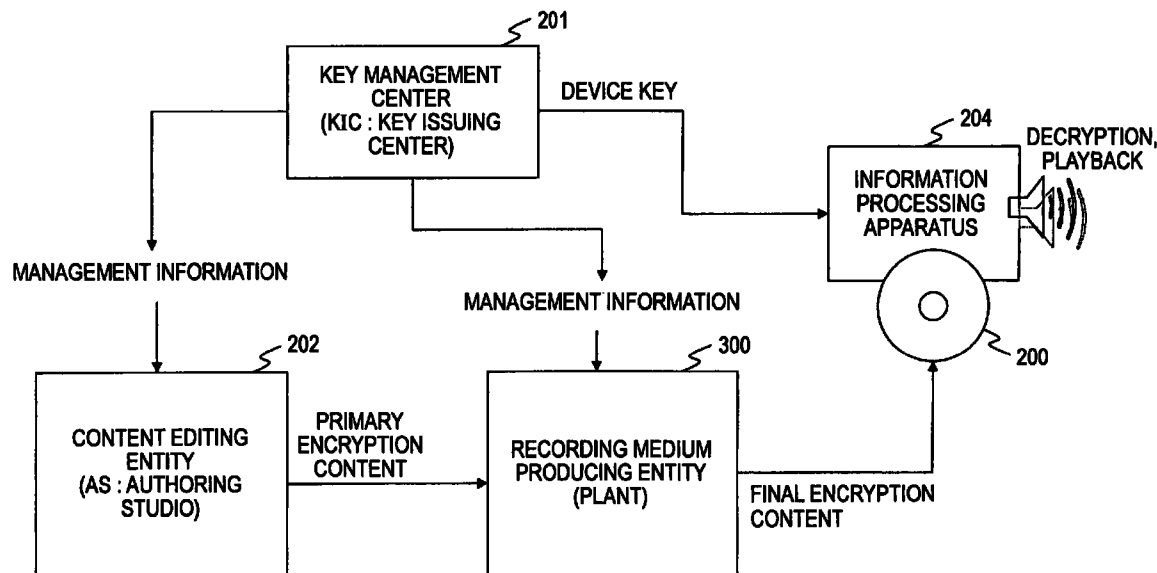 201
KEY MANAGEMENT
CENTER
(KIC : KEY ISSUING
CENTER)
DEVICE KEY
204
DECRYPTION,
PLAYBACK
INFORMATION
PROCESSING
APPARATUS
MANAGEMENT INFORMATION
MANAGEMENT INFORMATION
200
202
CONTENT EDITING
ENTITY
(AS : AUTHORING
STUDIO)
PRIMARY
ENCRYPTION
CONTENT
300
RECORDING MEDIUM
PRODUCING ENTITY
(PLANT)
FINAL ENCRYPTION
CONTENT